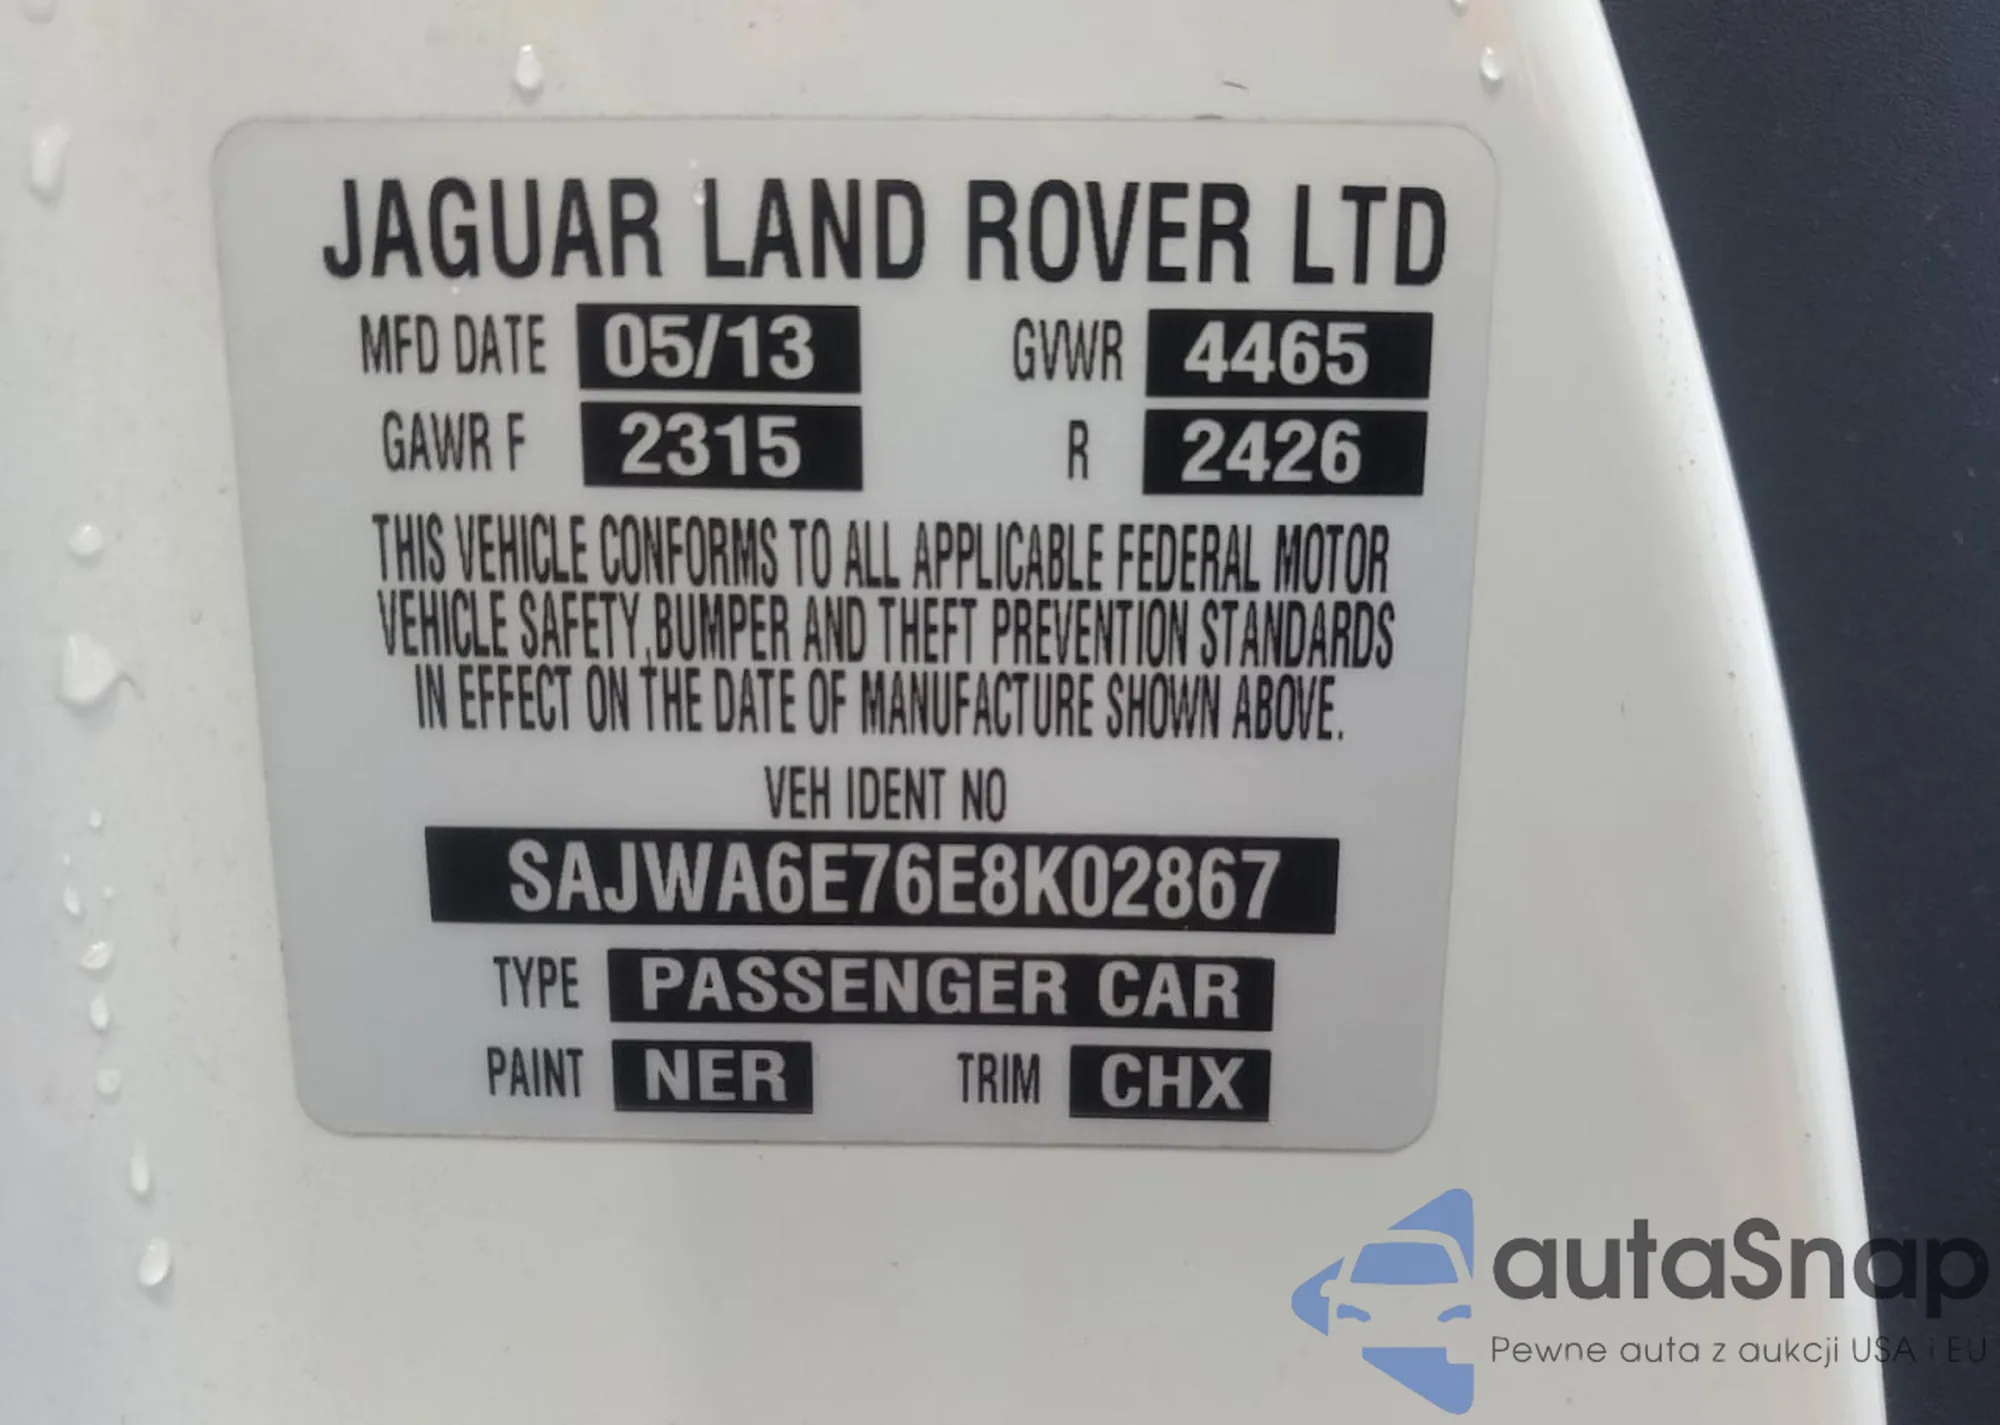 JAGUAR LAND ROVER LTD
MFD DATE 05/13 GVWR 4465
GAWR F 2315 R 2426
THIS VEHICLE CONFORMS TO ALL APPLICABLE FEDERAL MOTOR
VEHICLE SAFETY,BUMPER AND THEFT PREVENTION STANDARDS
IN EFFECT ON THE DATE OF MANUFACTURE SHOWN ABOVE.
VEH IDENT NO
SAJWA6E76E8K02867
TYPE PASSENGER CAR
PAINT NER TRIM CHX
autaSnap
Pewne auta z aukcji USA i EU